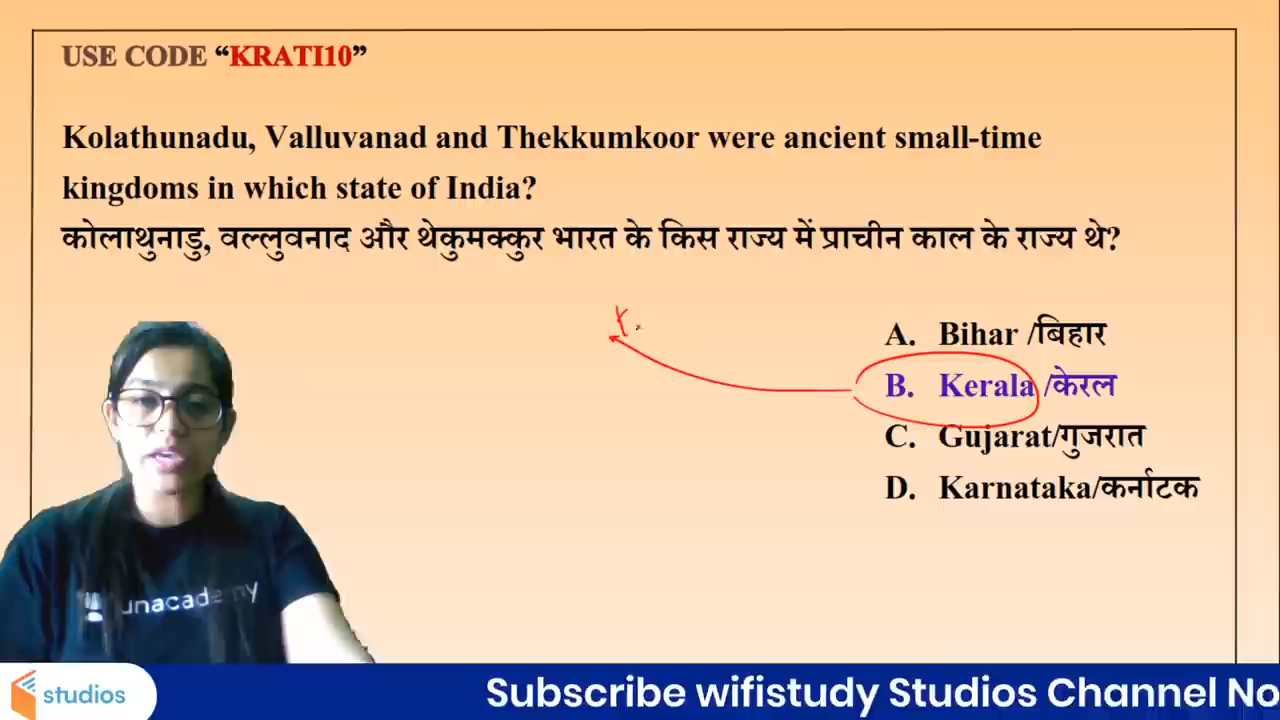 USE CODE “KRATI10”
Kolathunadu, Valluvanad and Thekkumkoor were ancient small-time
kingdoms in which state of India?
कोलाथुनाडु, वल्लुवनाद और थेकुमक्कुर भारत के किस राज्य में प्राचीन काल के राज्य थे?
A. Bihar /बिहार
B. Kerala /केरल
C. Gujarat/गुजरात
D. Karnataka/कर्नाटक
unacademy
studios
Subscribe wifistudy Studios Channel No